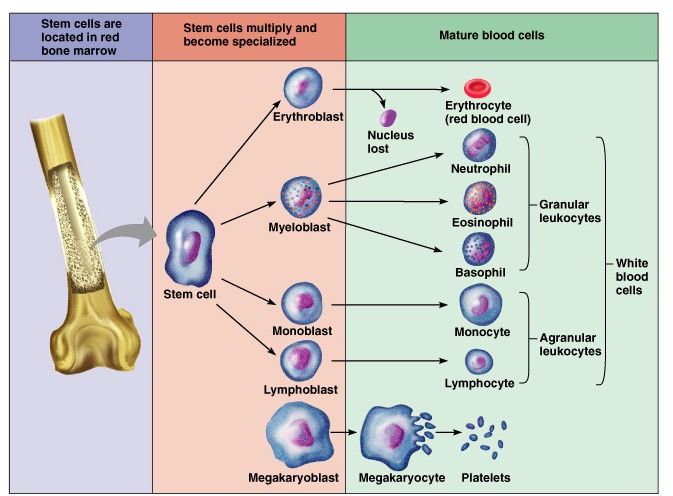 Stem cells are
located in red
bone marrow
Stem cells multiply and
become specialized
Mature blood cells
Erythroblast
Nucleus
lost
Erythrocyte
(red blood cell)
Neutrophil
Myeloblast
Eosinophil
Granular
leukocytes
Basophil
White
blood
cells
Stem cell
Monoblast
Monocyte
Agranular
leukocytes
Lymphoblast
Lymphocyte
Megakaryoblast
Megakaryocyte
Platelets